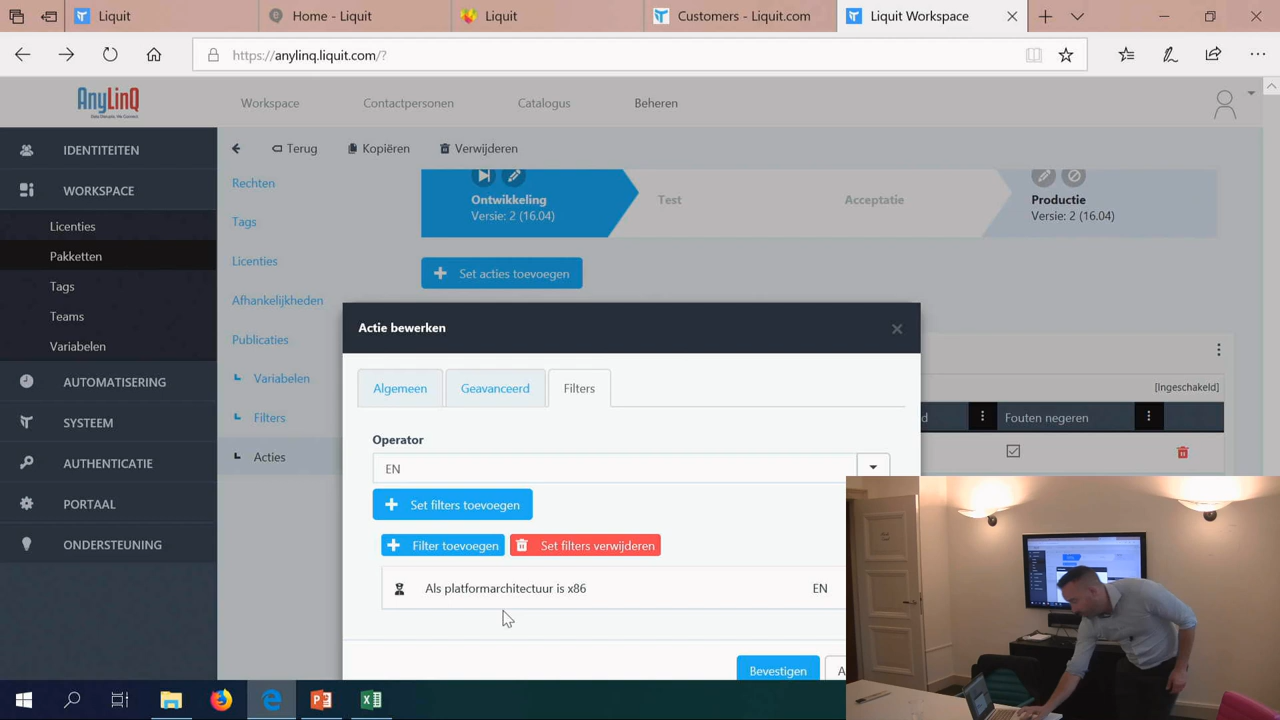 Liquit
Home - Liquit
Liquit
Customers - Liquit.com
Liquit Workspace
https://anylinq.liquit.com/?
AnyLinQ
Workspace
Contactpersonen
Catalogus
Beheren
IDENTITEITEN
WORKSPACE
Licenties
Pakketten
Tags
Teams
Variabelen
AUTOMATISERING
SYSTEEM
AUTHENTICATIE
PORTAAL
ONDERSTEUNING
Terug
Kopiëren
Verwijderen
Rechten
Tags
Licenties
Afhankelijkheden
Publicaties
Variabelen
Filters
Acties
Ontwikkeling
Versie: 2 (16.04)
Test
Acceptatie
Productie
Versie: 2 (16.04)
Set acties toevoegen
[Ingeschakeld]
d
Fouten negeren
Actie bewerken
Algemeen
Geavanceerd
Filters
Operator
EN
Set filters toevoegen
Filter toevoegen
Set filters verwijderen
Als platformarchitectuur is x86
EN
Bevestigen
A